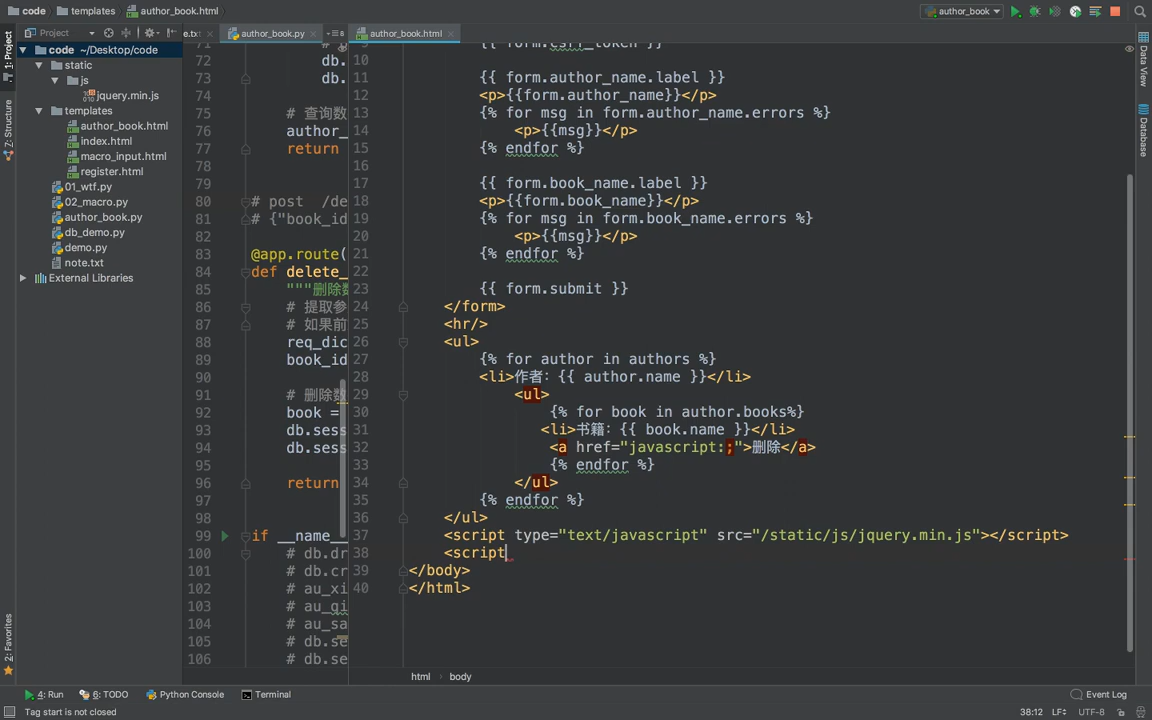 code
templates
author_book.html
author_book
Project
e.txt
author_book.py
author_book.html
code ~/Desktop/code
static
js
jquery.min.js
templates
author_book.html
index.html
macro_input.html
register.html
01_wtf.py
02_macro.py
author_book.py
db_demo.py
demo.py
note.txt
External Libraries
1: Project
7: Structure
2: Favorites
72 db.
73 db.
74
75 # 查询数
76 author_
77 return
78
79
80 # post /de
81 # {"book_id
82
83 @app.route(
84 def delete_
85 """删除数
86 # 提取参
87 # 如果前
88 req_dic
89 book_id
90
91 # 删除数
92 book =
93 db.sess
94 db.sess
95
96 return
97
98
99 if __name__
100 # db.dr
101 # db.cr
102 # au_xi
103 # au_qi
104 # au_sa
105 # db.se
106 # db.se
9 {{ form.csrf_token }}
10
11 {{ form.author_name.label }}
12 <p>{{form.author_name}}</p>
13 {% for msg in form.author_name.errors %}
14 <p>{{msg}}</p>
15 {% endfor %}
16
17 {{ form.book_name.label }}
18 <p>{{form.book_name}}</p>
19 {% for msg in form.book_name.errors %}
20 <p>{{msg}}</p>
21 {% endfor %}
22
23 {{ form.submit }}
24 </form>
25 <hr/>
26 <ul>
27 {% for author in authors %}
28 <li>作者：{{ author.name }}</li>
29 <ul>
30 {% for book in author.books%}
31 <li>书籍：{{ book.name }}</li>
32 <a href="javascript:;">删除</a>
33 {% endfor %}
34 </ul>
35 {% endfor %}
36 </ul>
37 <script type="text/javascript" src="/static/js/jquery.min.js"></script>
38 <script
39 </body>
40 </html>
html body
Data View
Database
4: Run
6: TODO
Python Console
Terminal
Event Log
Tag start is not closed
38:12 LF UTF-8